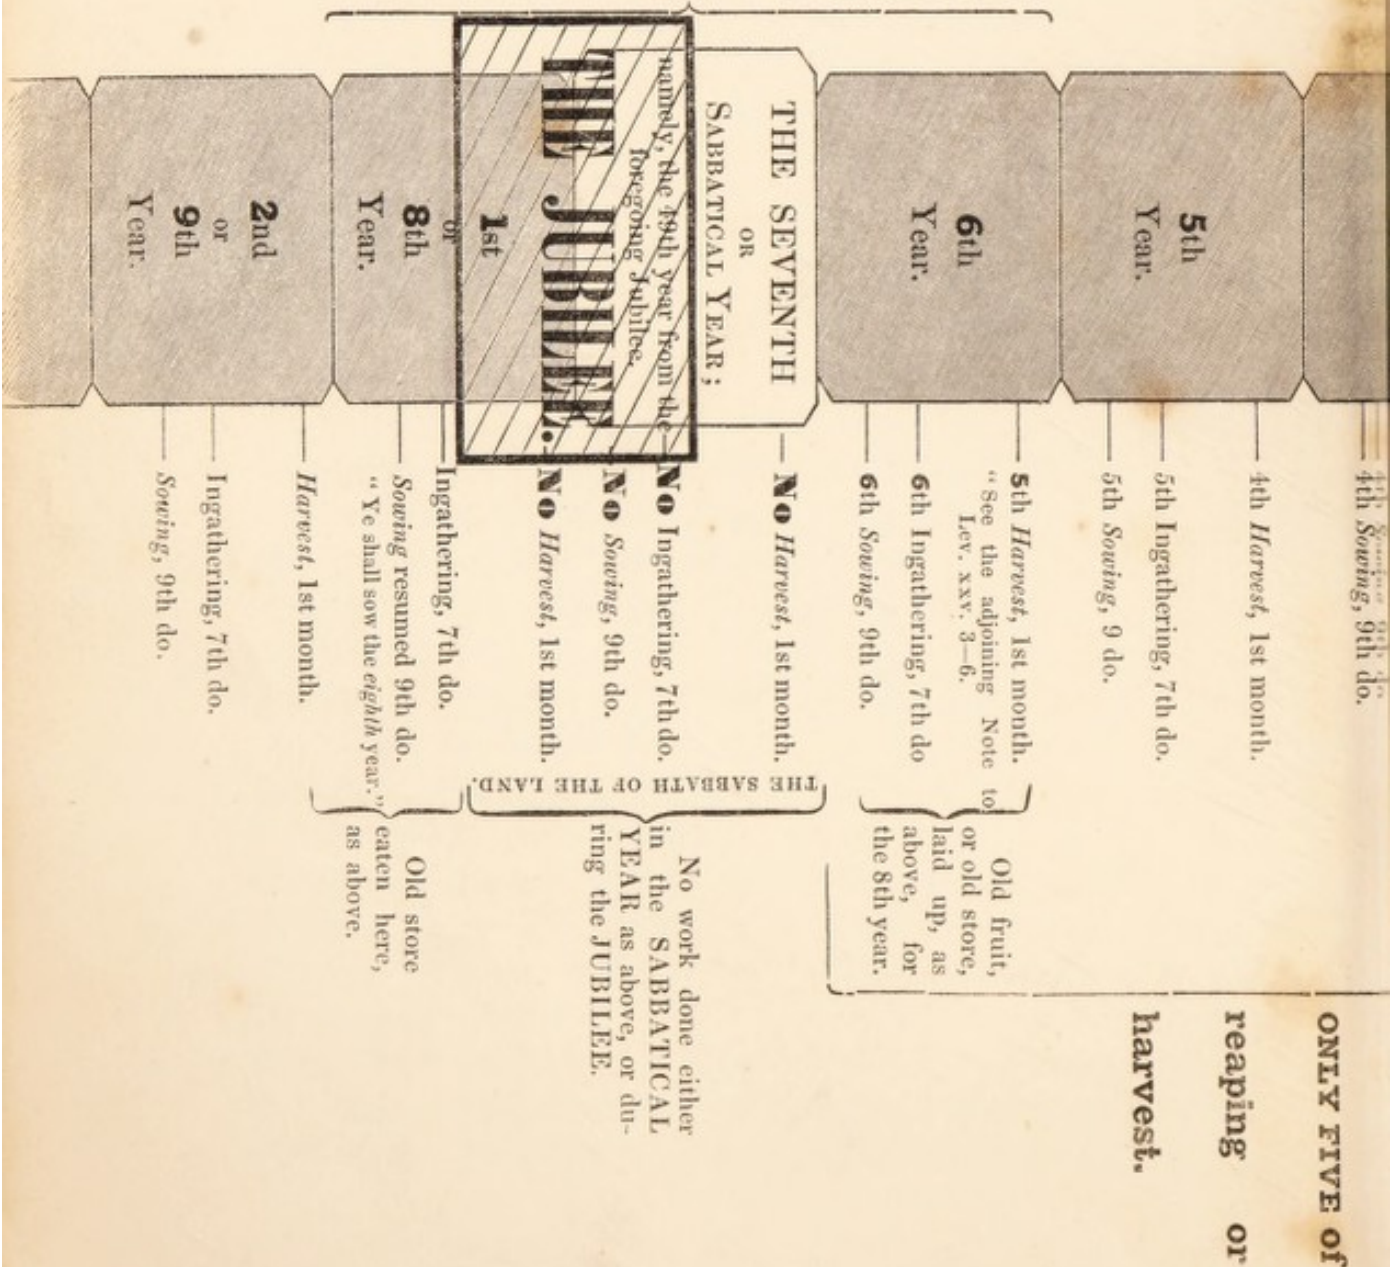 ONLY FIVE of
reaping or
harvest.
4th Sowing, 9th do.
5th
Year.
4th Harvest, 1st month.
5th Ingathering, 7th do.
5th Sowing, 9 do.
6th
Year.
5th Harvest, 1st month.
"See the adjoining Note to
Lev. xxv. 3—6.
6th Ingathering, 7th do
6th Sowing, 9th do.
Old fruit,
or old store,
laid up, as
above, for
the 8th year.
THE SEVENTH
OR
SABBATICAL YEAR;
namely, the 49th year from the
foregoing Jubilee.
THE JUBILEE.
No Harvest, 1st month.
No Ingathering, 7th do.
No Sowing, 9th do.
No Harvest, 1st month.
THE SABBATH OF THE LAND.
No work done either
in the SABBATICAL
YEAR as above, or du-
ring the JUBILEE.
1st
or
8th
Year.
Ingathering, 7th do.
Sowing resumed 9th do.
"Ye shall sow the eighth year."
Old store
eaten here,
as above.
2nd
or
9th
Year.
Harvest, 1st month.
Ingathering, 7th do.
Sowing, 9th do.